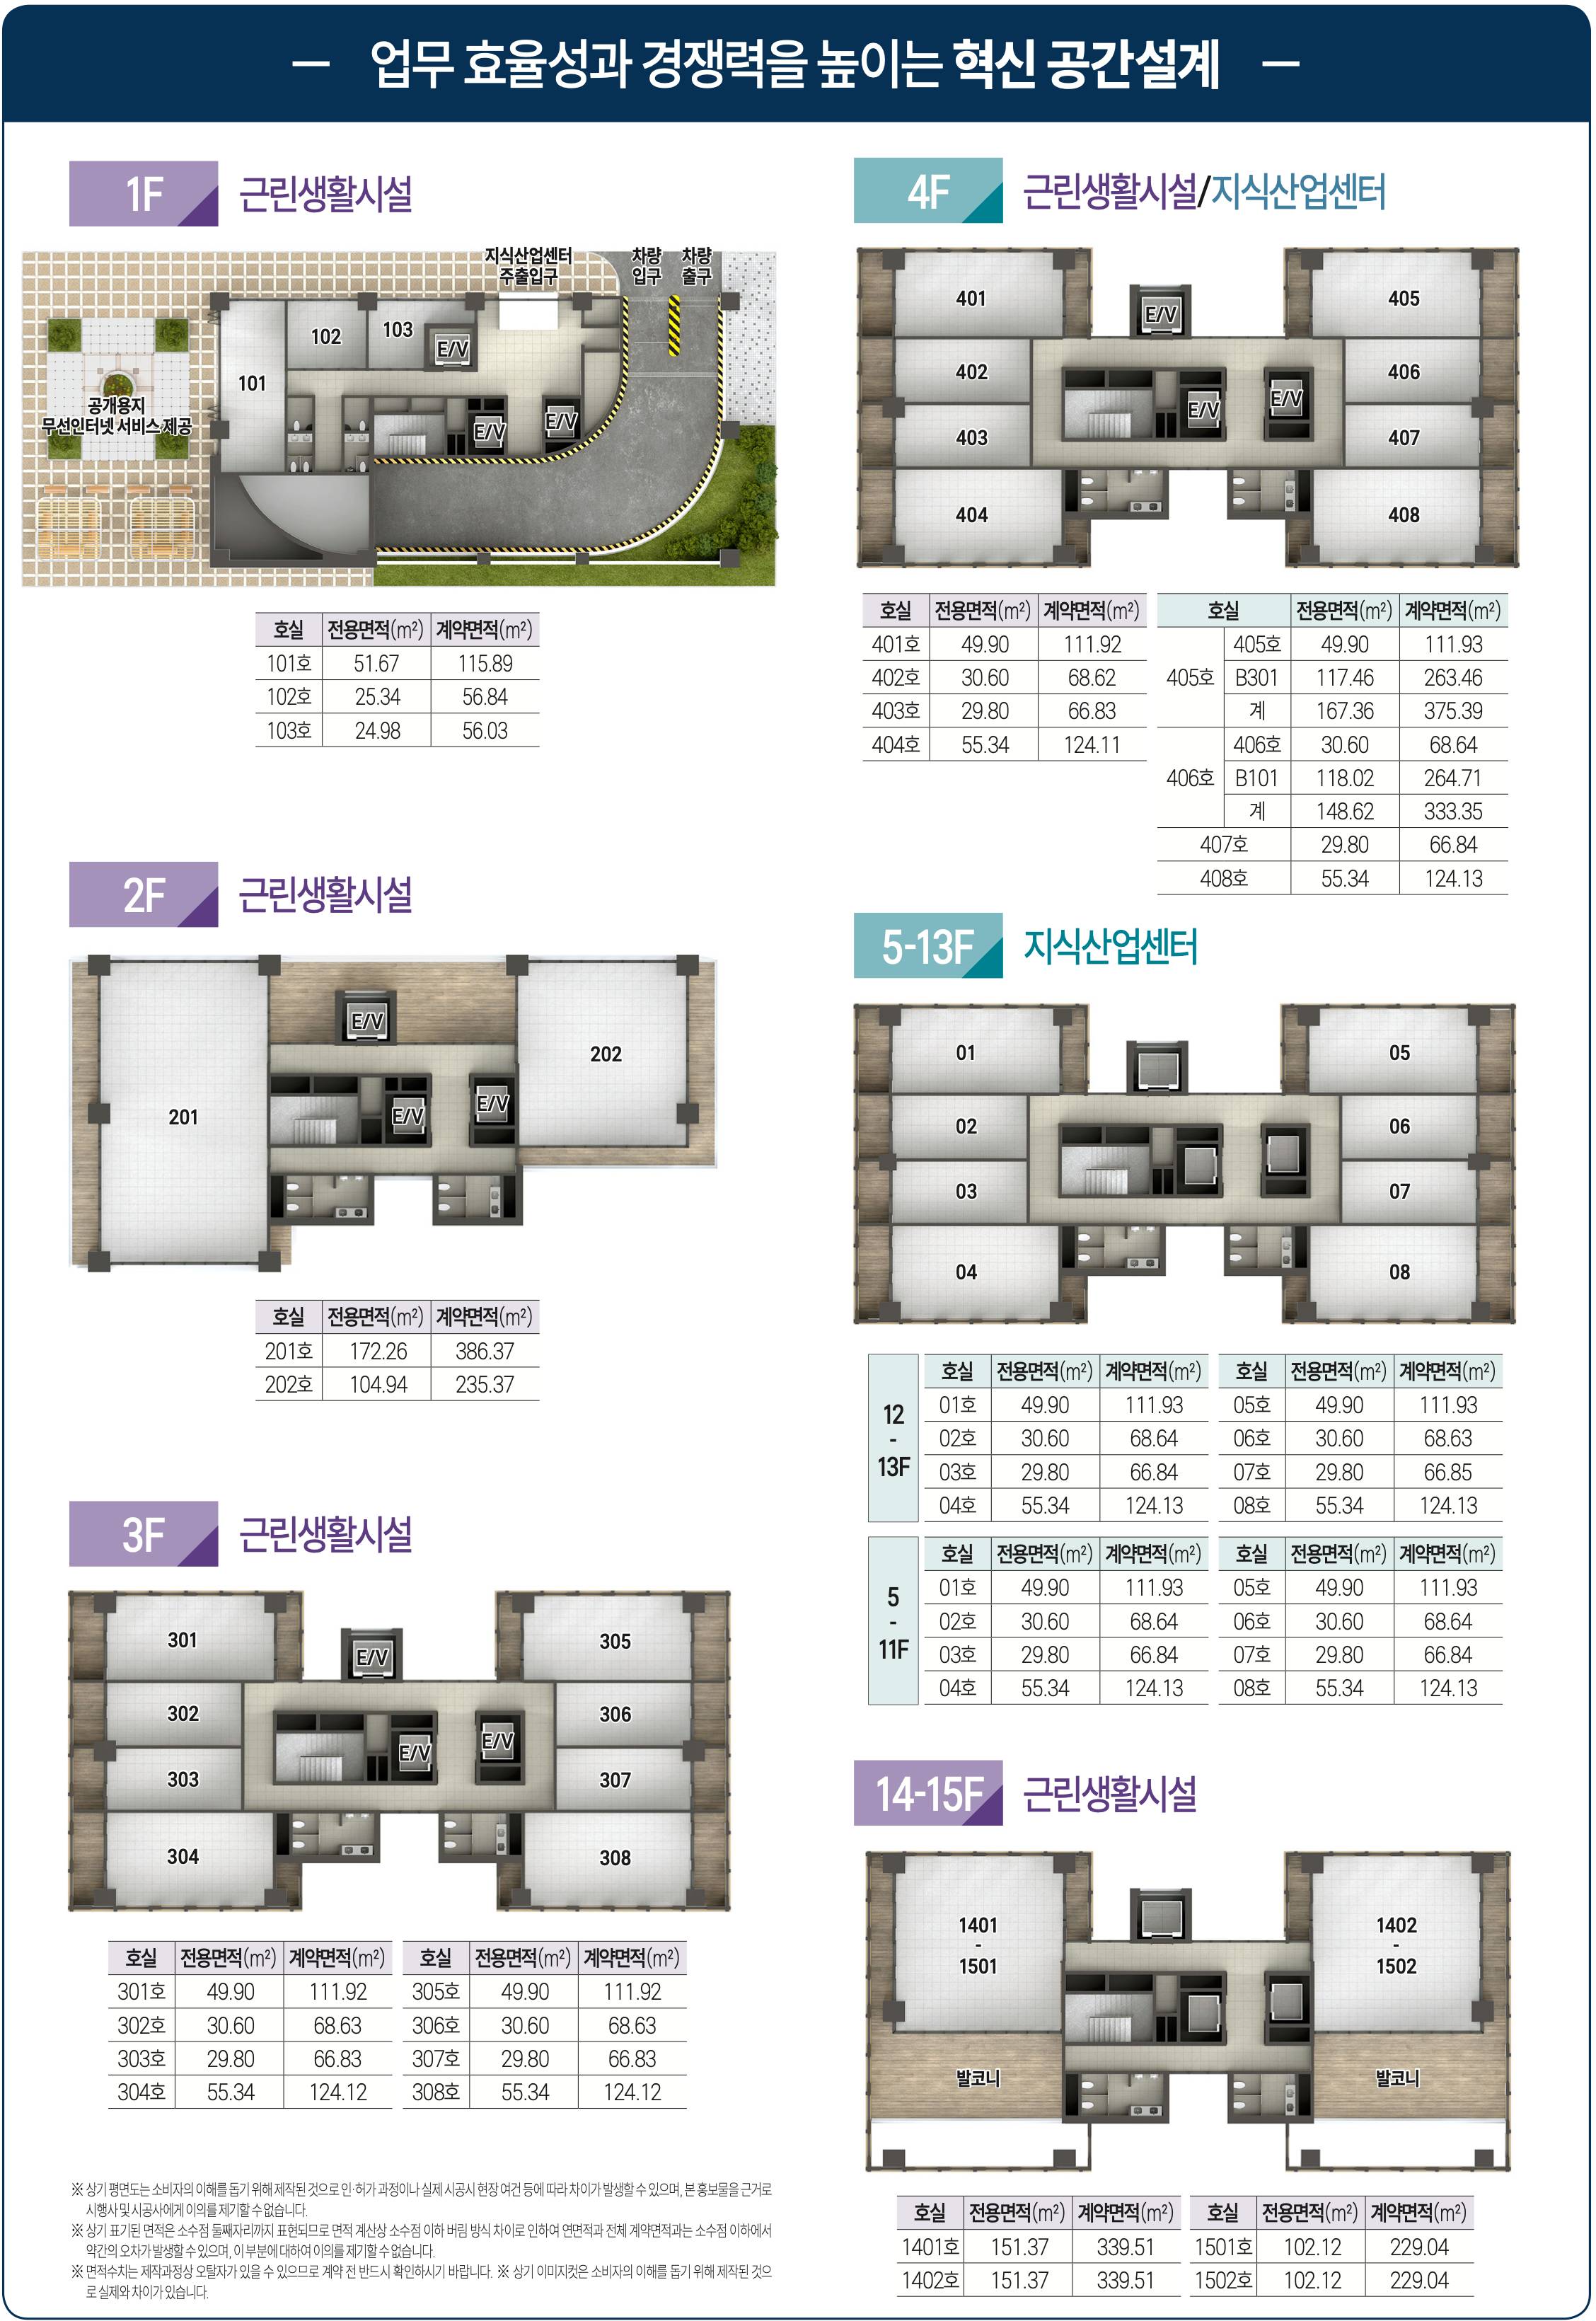 — 업무 효율성과 경쟁력을 높이는 혁신 공간설계 —
1F 근린생활시설
지식산업센터
주출입구
차량
입구
차량
출구
102
103
E/V
101
공개용지
무선인터넷 서비스 제공
E/V
E/V
호실 전용면적(m²) 계약면적(m²)
101호 51.67 115.89
102호 25.34 56.84
103호 24.98 56.03
2F 근린생활시설
E/V
202
201
E/V
E/V
호실 전용면적(m²) 계약면적(m²)
201호 172.26 386.37
202호 104.94 235.37
3F 근린생활시설
301
305
E/V
302
306
E/V
E/V
303
307
304
308
호실 전용면적(m²) 계약면적(m²) 호실 전용면적(m²) 계약면적(m²)
301호 49.90 111.92 305호 49.90 111.92
302호 30.60 68.63 306호 30.60 68.63
303호 29.80 66.83 307호 29.80 66.83
304호 55.34 124.12 308호 55.34 124.12
※ 상기 평면도는 소비자의 이해를 돕기 위해 제작된 것으로 인·허가 과정이나 실제 시공시 현장 여건 등에 따라 차이가 발생할 수 있으며, 본 홍보물을 근거로
시행사 및 시공사에게 이의를 제기할 수 없습니다.
※ 상기 표기된 면적은 소수점 둘째자리까지 표현되므로 면적 계산상 소수점 이하 버림 방식 차이로 인하여 연면적과 전체 계약면적과는 소수점 이하에서
약간의 오차가 발생할 수 있으며, 이 부분에 대하여 이의를 제기할 수 없습니다.
※ 면적수치는 제작과정상 오탈자가 있을 수 있으므로 계약 전 반드시 확인하시기 바랍니다. ※ 상기 이미지컷은 소비자의 이해를 돕기 위해 제작된 것으
로 실제와 차이가 있습니다.
4F 근린생활시설/지식산업센터
401
405
E/V
402
406
E/V
E/V
403
407
404
408
호실 전용면적(m²) 계약면적(m²)
401호 49.90 111.92
402호 30.60 68.62
403호 29.80 66.83
404호 55.34 124.11
호실 전용면적(m²) 계약면적(m²)
405호 49.90 111.93
405호 B301 117.46 263.46
계 167.36 375.39
406호 30.60 68.64
406호 B101 118.02 264.71
계 148.62 333.35
407호 29.80 66.84
408호 55.34 124.13
5-13F 지식산업센터
01
05
02
06
03
07
04
08
12
-
13F
호실 전용면적(m²) 계약면적(m²) 호실 전용면적(m²) 계약면적(m²)
01호 49.90 111.93 05호 49.90 111.93
02호 30.60 68.64 06호 30.60 68.63
03호 29.80 66.84 07호 29.80 66.85
04호 55.34 124.13 08호 55.34 124.13
5
-
11F
호실 전용면적(m²) 계약면적(m²) 호실 전용면적(m²) 계약면적(m²)
01호 49.90 111.93 05호 49.90 111.93
02호 30.60 68.64 06호 30.60 68.64
03호 29.80 66.84 07호 29.80 66.84
04호 55.34 124.13 08호 55.34 124.13
14-15F 근린생활시설
1401
-
1501
1402
-
1502
발코니
발코니
호실 전용면적(m²) 계약면적(m²) 호실 전용면적(m²) 계약면적(m²)
1401호 151.37 339.51 1501호 102.12 229.04
1402호 151.37 339.51 1502호 102.12 229.04